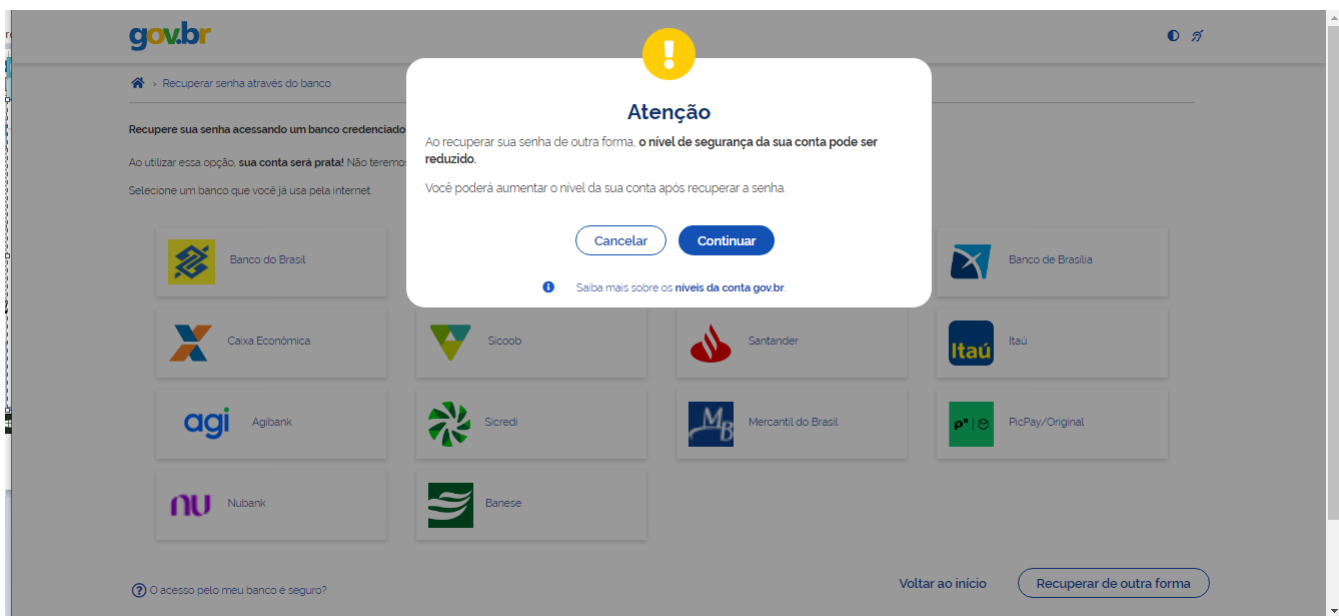 gov.br
Recuperar senha através do banco
Recupere sua senha acessando um banco credenciado
Ao utilizar essa opção, sua conta será prata! Não teremos
Selecione um banco que você já usa pela internet.
Atenção
Ao recuperar sua senha de outra forma, o nível de segurança da sua conta pode ser
reduzido.
Você poderá aumentar o nível da sua conta após recuperar a senha.
Cancelar
Continuar
Saiba mais sobre os níveis da conta gov.br.
Banco do Brasil
Banco de Brasília
Caixa Econômica
Sicoob
Santander
Itaú
Itaú
agi
Agibank
Sicredi
MB
Mercantil do Brasil
PicPay/Original
nu
Nubank
Banese
O acesso pelo meu banco é seguro?
Voltar ao início
Recuperar de outra forma